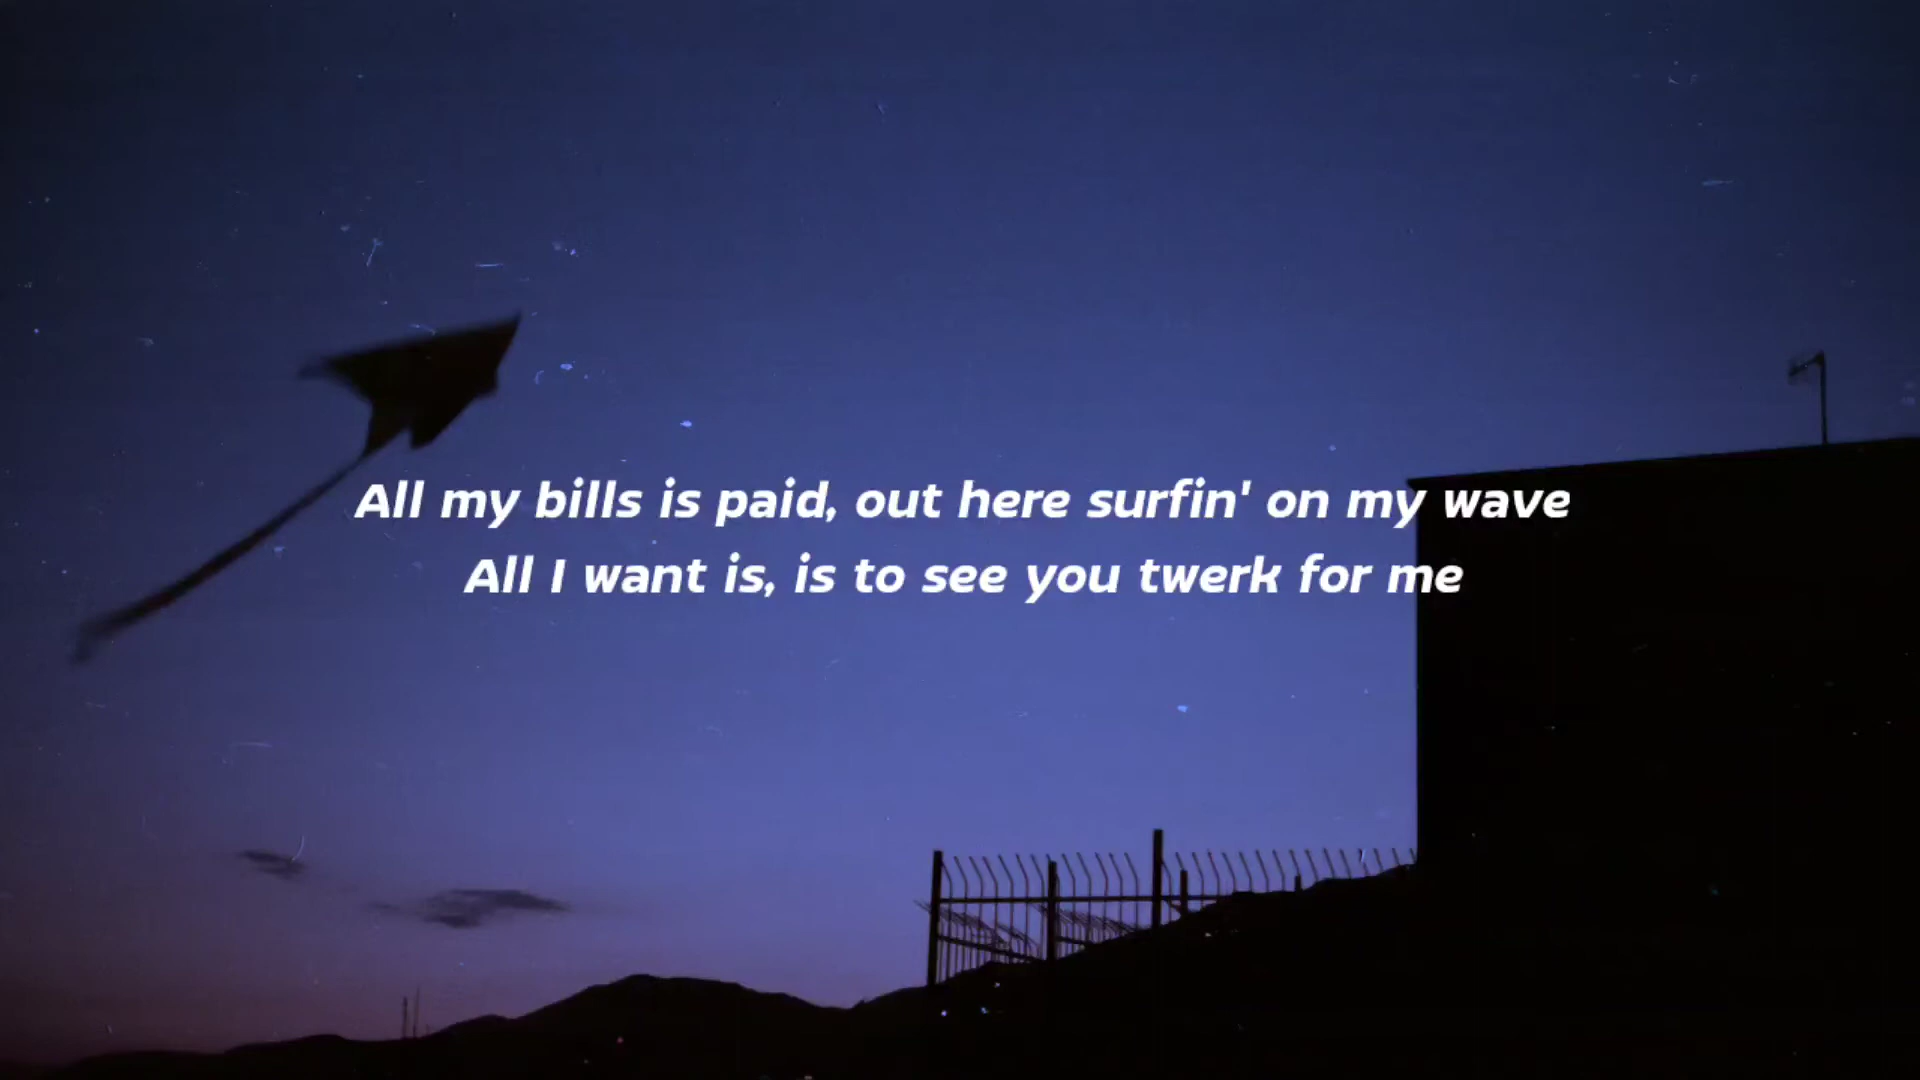 All my bills is paid, out here surfin' on my wave
All I want is, is to see you twerk for me